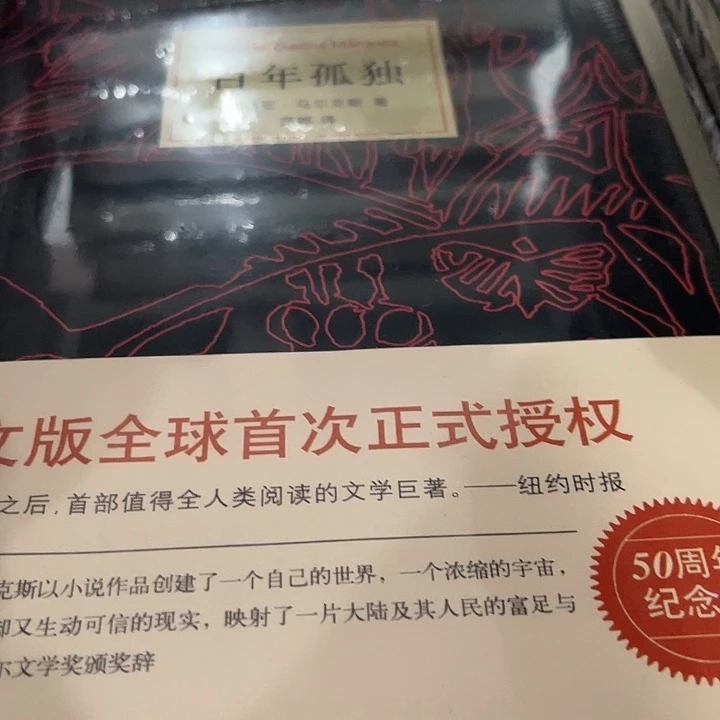 百年孤独
马尔克斯 著
范晔 译
文版全球首次正式授权
之后，首部值得全人类阅读的文学巨著。——纽约时报
克斯以小说作品创建了一个自己的世界，一个浓缩的宇宙，
却又生动可信的现实，映射了一片大陆及其人民的富足与
尔文学奖颁奖辞
50周年
纪念